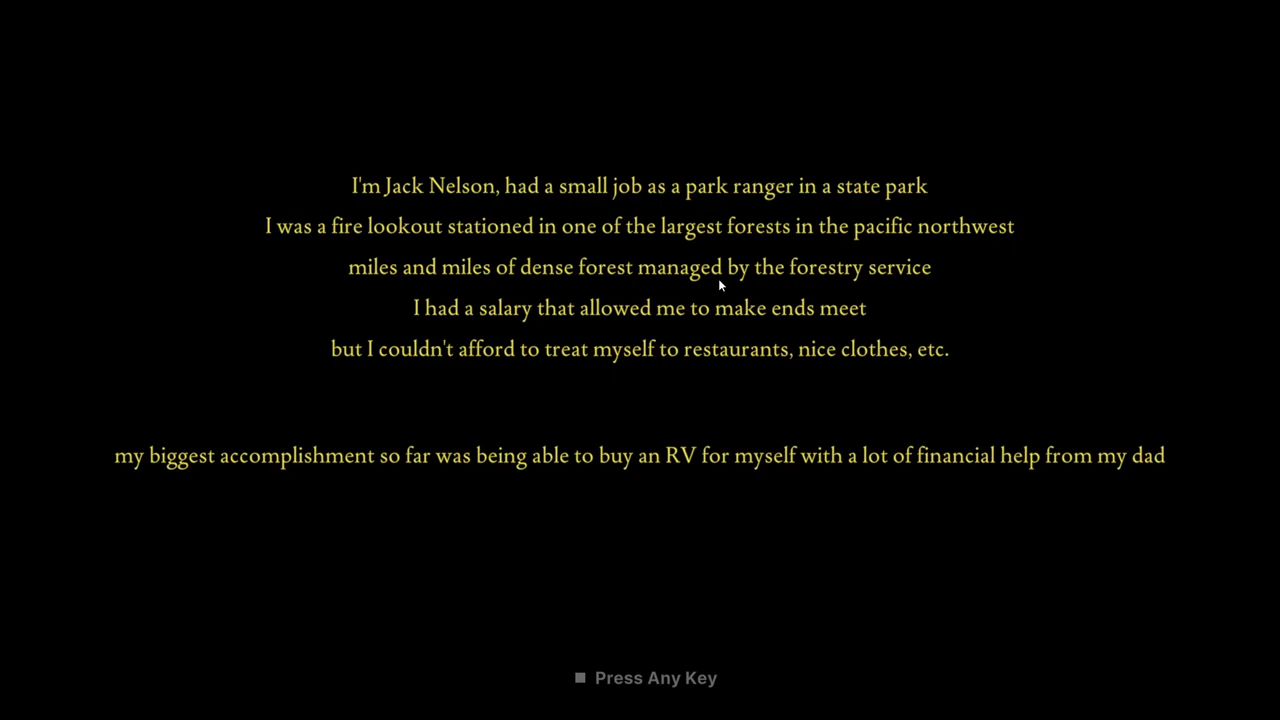 I'm Jack Nelson, had a small job as a park ranger in a state park
I was a fire lookout stationed in one of the largest forests in the pacific northwest
miles and miles of dense forest managed by the forestry service
I had a salary that allowed me to make ends meet
but I couldn't afford to treat myself to restaurants, nice clothes, etc.
my biggest accomplishment so far was being able to buy an RV for myself with a lot of financial help from my dad
Press Any Key